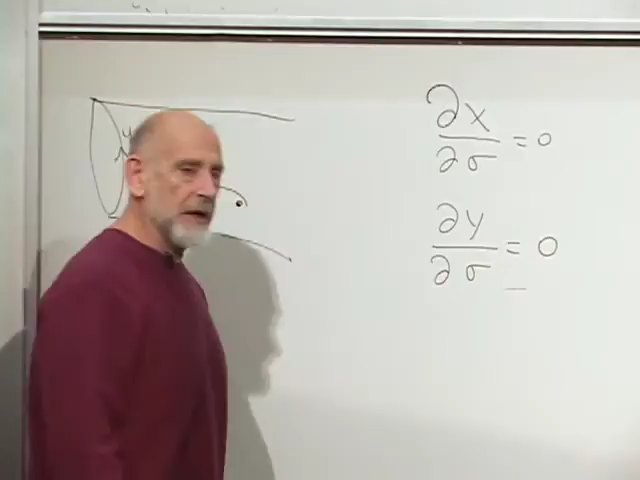 ∂X/∂σ = 0
y
∂y/∂σ = 0